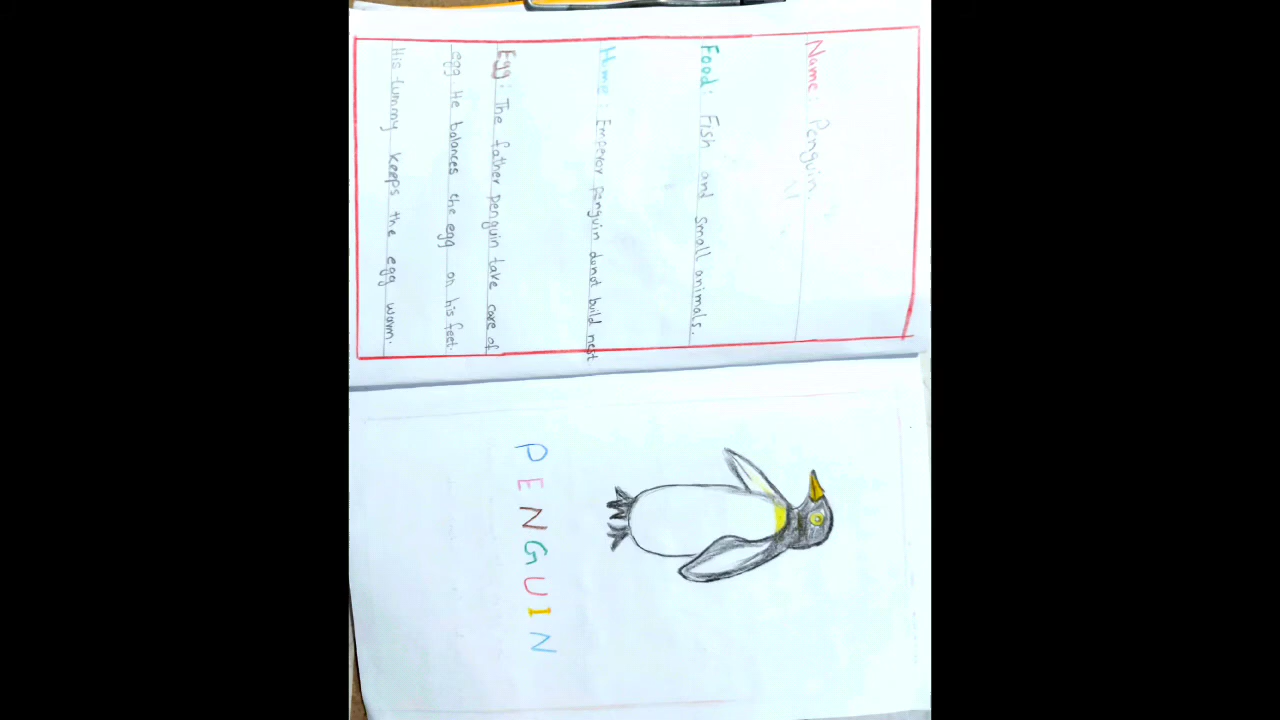 Name: Penguin.
Food: Fish and small animals.
Home: Emperor penguin donot build nest
Egg: The father penguin take care of
egg He balances the egg on his feet.
His tummy keeps the egg warm.
PENGUIN